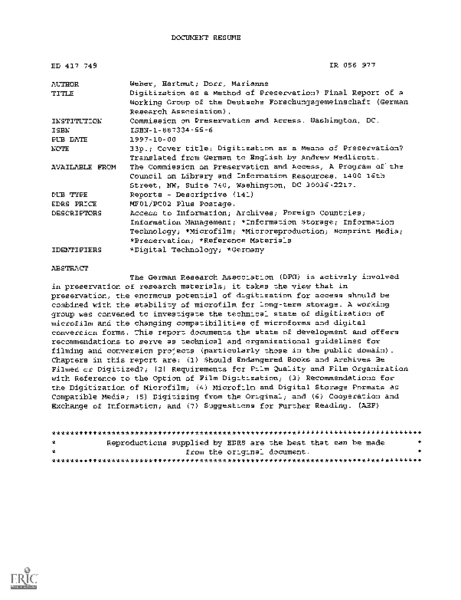 DOCUMENT RESUME
ED 417 749 IR 056 977
AUTHOR Weber, Hartmut; Dorr, Marianne
TITLE Digitization as a Method of Preservation? Final Report of a
Working Group of the Deutsche Forschungsgemeinschaft (German
Research Association).
INSTITUTION Commission on Preservation and Access, Washington, DC.
ISBN ISBN-1-887334-55-6
PUB DATE 1997-10-00
NOTE 33p.; Cover title: Digitization as a Means of Preservation?
Translated from German to English by Andrew Medlicott.
AVAILABLE FROM The Commission on Preservation and Access, A Program of the
Council on Library and Information Resources, 1400 16th
Street, NW, Suite 740, Washington, DC 20036-2217.
PUB TYPE Reports - Descriptive (141)
EDRS PRICE MF01/PC02 Plus Postage.
DESCRIPTORS Access to Information; Archives; Foreign Countries;
Information Management; *Information Storage; Information
Technology; *Microfilm; *Microreproduction; Nonprint Media;
*Preservation; *Reference Materials
IDENTIFIERS *Digital Technology; *Germany
ABSTRACT
The German Research Association (DFG) is actively involved
in preservation of research materials; it takes the view that in
preservation, the enormous potential of digitization for access should be
combined with the stability of microfilm for long-term storage. A working
group was convened to investigate the technical state of digitization of
microfilm and the changing compatibilities of microforms and digital
conversion forms. This report documents the state of development and offers
recommendations to serve as technical and organizational guidelines for
filming and conversion projects (particularly those in the public domain).
Chapters in this report are: (1) Should Endangered Books and Archives Be
Filmed or Digitized?; (2) Requirements for Film Quality and Film Organization
with Reference to the Option of Film Digitization; (3) Recommendations for
the Digitization of Microfilm; (4) Microfilm and Digital Storage Formats as
Compatible Media; (5) Digitizing from the Original; and (6) Cooperation and
Exchange of Information; and (7) Suggestions for Further Reading. (AEF)
********************************************************************************
* Reproductions supplied by EDRS are the best that can be made *
* from the original document. *
********************************************************************************
ERIC